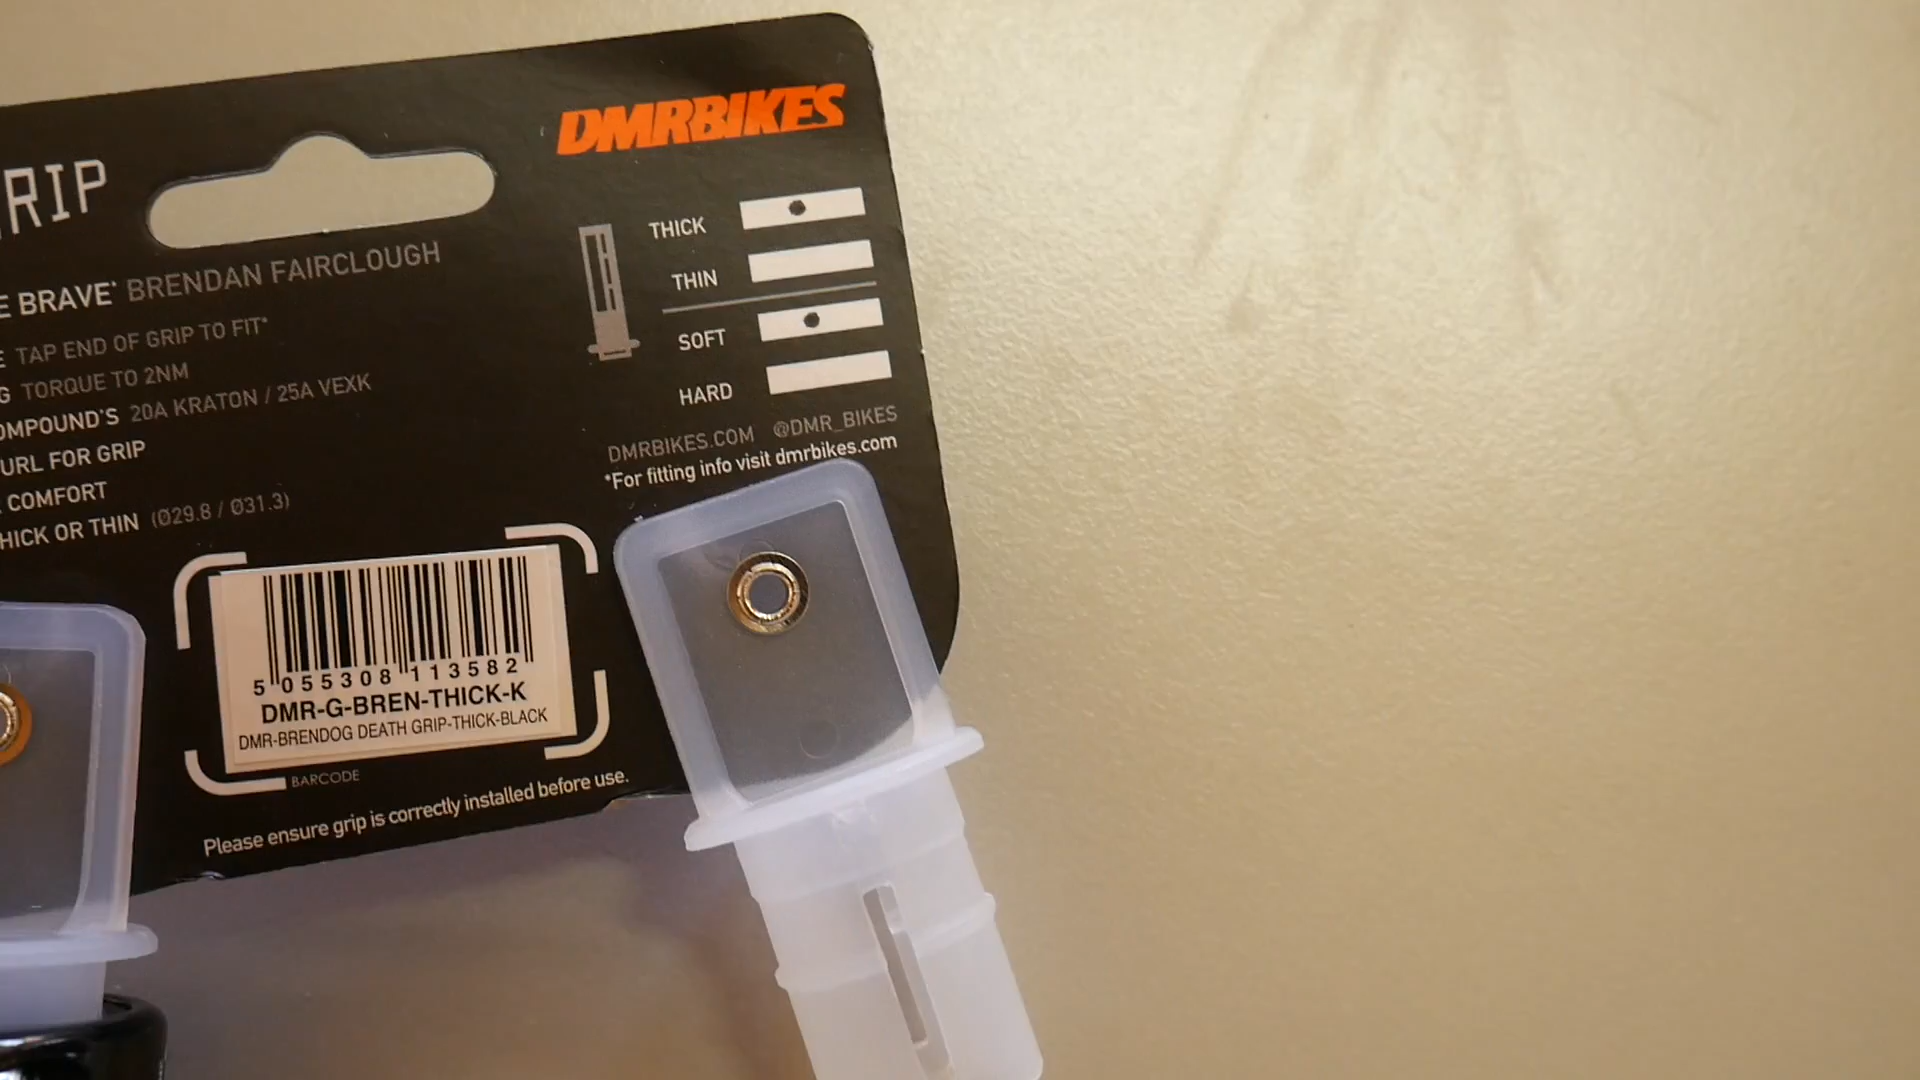 DMRBIKES
RIP
THICK
THIN
SOFT
HARD
E BRAVE' BRENDAN FAIRCLOUGH
E TAP END OF GRIP TO FIT*
G TORQUE TO 2NM
OMPOUND'S 20A KRATON / 25A VEXK
URL FOR GRIP
COMFORT
HICK OR THIN (Ø29.8 / Ø31.3)
DMRBIKES.COM @DMR_BIKES
*For fitting info visit dmrbikes.com
5 055308 113582
DMR-G-BREN-THICK-K
DMR-BRENDOG DEATH GRIP-THICK-BLACK
BARCODE
Please ensure grip is correctly installed before use.